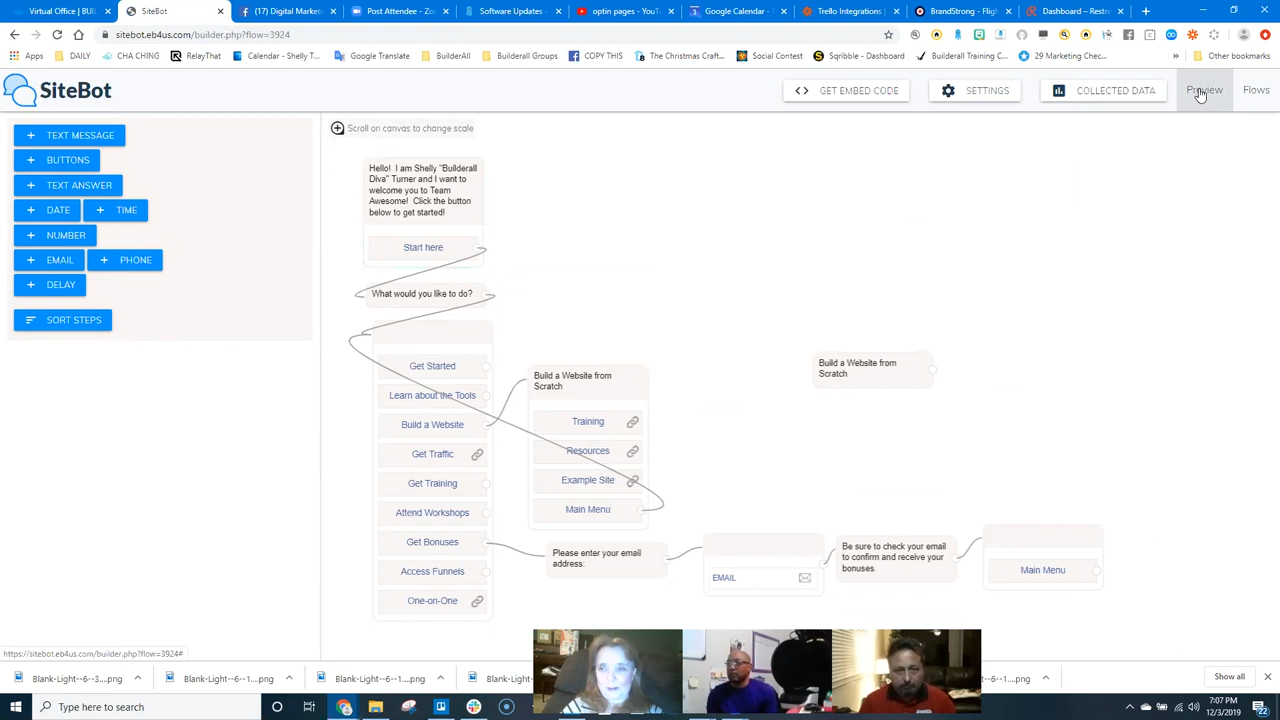 Virtual Office | Build
SiteBot
(17) Digital Marke
Post Attendee - Zo
Software Updates -
optin pages - YouT
Google Calendar -
Trello Integrations
BrandStrong - Fligh
Dashboard – Restre
sitebot.eb4us.com/builder.php?flow=3924
Apps
DAILY
CHA CHING
RelayThat
Calendar - Shelly T...
Google Translate
BuilderAll
Builderall Groups
COPY THIS
The Christmas Craft...
Social Contest
Sqribble - Dashboard
Builderall Training C...
29 Marketing Chec...
»
Other bookmarks
SiteBot
GET EMBED CODE
SETTINGS
COLLECTED DATA
Preview
Flows
+ TEXT MESSAGE
+ BUTTONS
+ TEXT ANSWER
+ DATE
+ TIME
+ NUMBER
+ EMAIL
+ PHONE
+ DELAY
SORT STEPS
Scroll on canvas to change scale
Hello! I am Shelly "Builderall
Diva" Turner and I want to
welcome you to Team
Awesome! Click the button
below to get started!
Start here
What would you like to do?
Get Started
Learn about the Tools
Build a Website
Get Traffic
Get Training
Attend Workshops
Get Bonuses
Access Funnels
One-on-One
Build a Website from
Scratch
Training
Resources
Example Site
Main Menu
Build a Website from
Scratch
Please enter your email
address:
EMAIL
Be sure to check your email
to confirm and receive your
bonuses.
Main Menu
https://sitebot.eb4us.com/builder.php?flow=3924#
Blank-Light--6--3....png
Blank-Light--6--1....png
Blank-Light--6--1....png
Blank-Light--6
...png
Show all
Type here to search
7:07 PM
12/3/2019
22